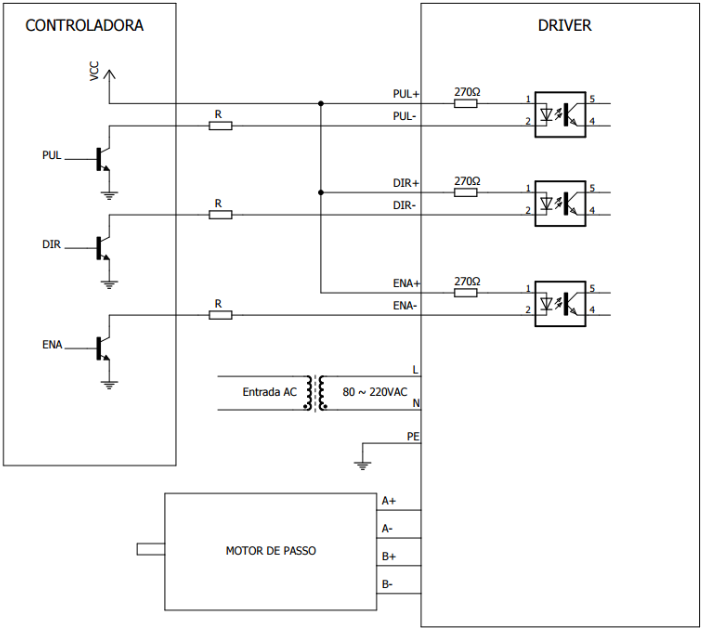 CONTROLADORA
DRIVER
VCC
PUL+
270Ω
1
5
PUL-
R
2
4
PUL
DIR+
270Ω
1
5
DIR-
R
2
4
DIR
ENA+
270Ω
1
5
ENA-
R
2
4
ENA
L
Entrada AC
80 ~ 220VAC
N
PE
A+
A-
MOTOR DE PASSO
B+
B-